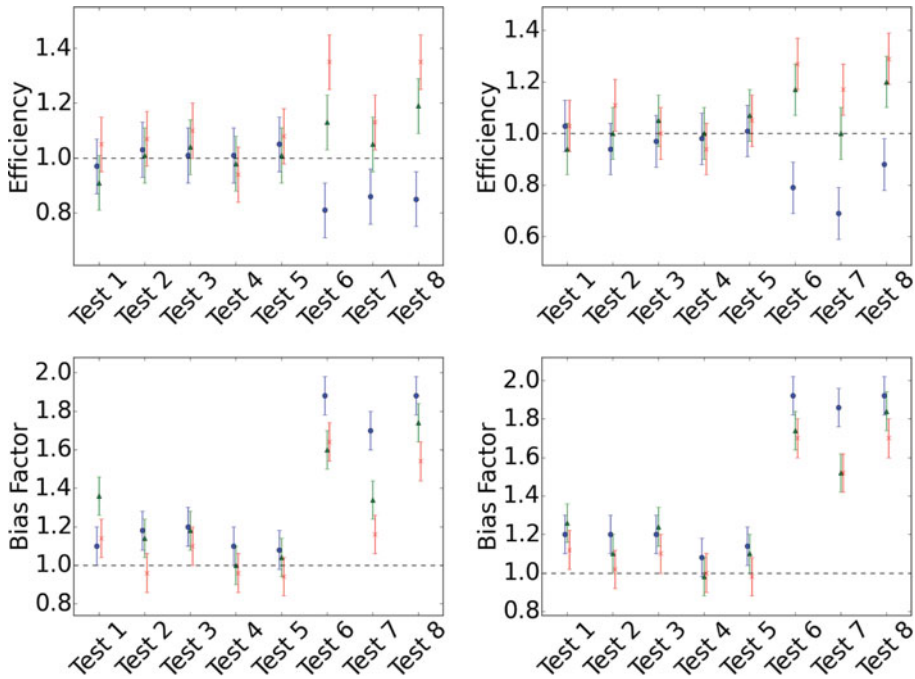 Efficiency
1.4
1.2
1.0
0.8
Test 1
Test 2
Test 3
Test 4
Test 5
Test 6
Test 7
Test 8
Efficiency
1.4
1.2
1.0
0.8
0.6
Test 1
Test 2
Test 3
Test 4
Test 5
Test 6
Test 7
Test 8
Bias Factor
2.0
1.8
1.6
1.4
1.2
1.0
0.8
Test 1
Test 2
Test 3
Test 4
Test 5
Test 6
Test 7
Test 8
Bias Factor
2.0
1.8
1.6
1.4
1.2
1.0
0.8
Test 1
Test 2
Test 3
Test 4
Test 5
Test 6
Test 7
Test 8